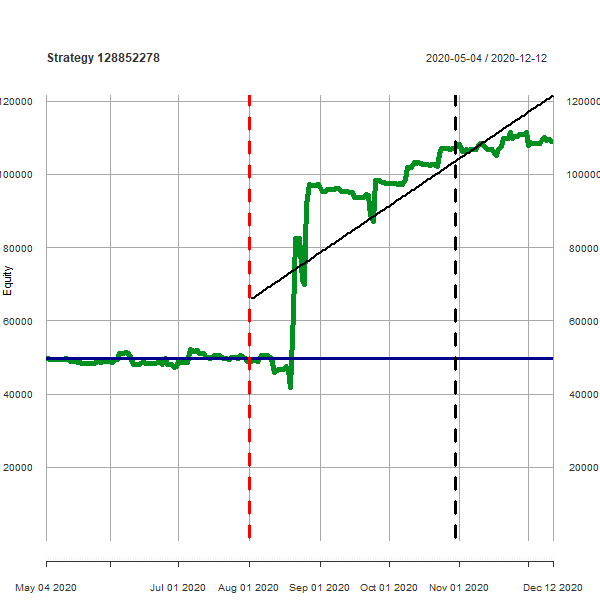 Strategy 128852278
2020-05-04 / 2020-12-12
120000
120000
100000
100000
80000
80000
Equity
60000
60000
40000
40000
20000
20000
May 04 2020
Jul 01 2020
Aug 01 2020
Sep 01 2020
Oct 01 2020
Nov 01 2020
Dec 12 2020